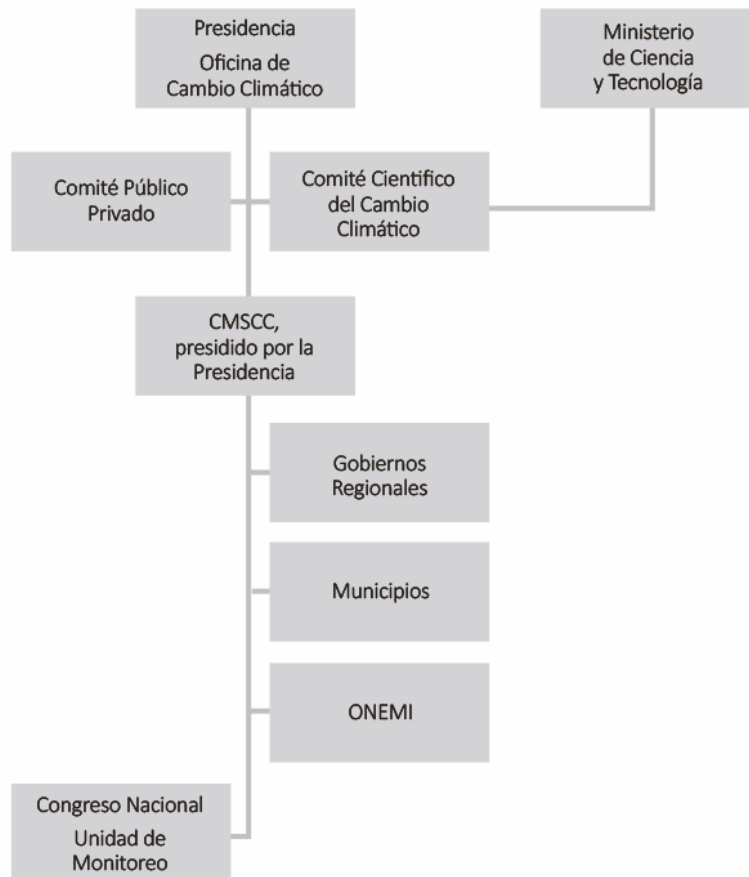 Presidencia
Oficina de
Cambio Climático
Ministerio
de Ciencia
y Tecnología
Comité Público
Privado
Comité Cientifico
del Cambio
Climático
CMSCC,
presidido por la
Presidencia
Gobiernos
Regionales
Municipios
ONEMI
Congreso Nacional
Unidad de
Monitoreo